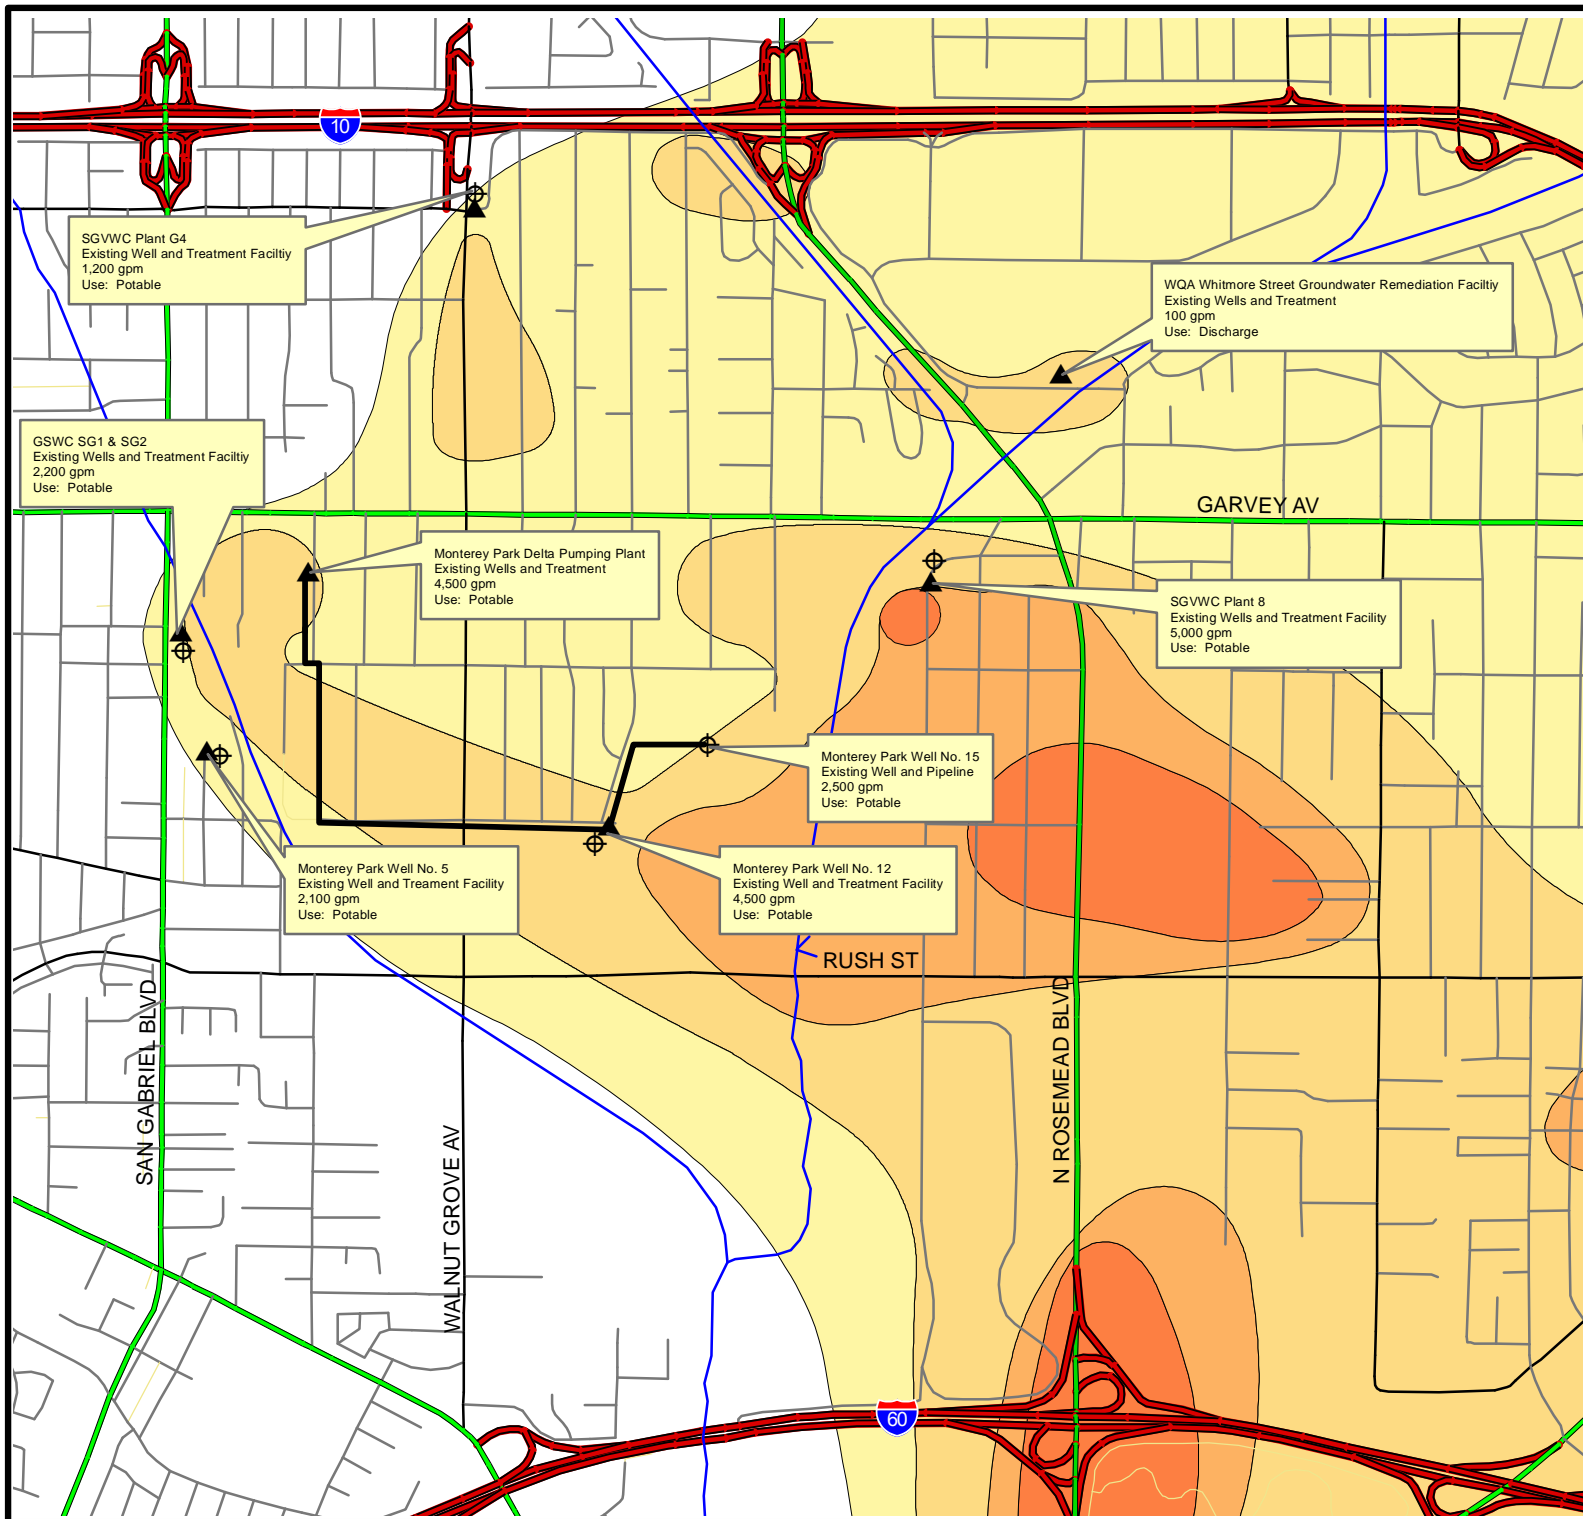 10
SGVWC Plant G4
Existing Well and Treatment Faciltiy
1,200 gpm
Use: Potable
WQA Whitmore Street Groundwater Remediation Faciltiy
Existing Wells and Treatment
100 gpm
Use: Discharge
GSWC SG1 & SG2
Existing Wells and Treatment Faciltiy
2,200 gpm
Use: Potable
GARVEY AV
Monterey Park Delta Pumping Plant
Existing Wells and Treatment
4,500 gpm
Use: Potable
SGVWC Plant 8
Existing Wells and Treatment Facility
5,000 gpm
Use: Potable
Monterey Park Well No. 15
Existing Well and Pipeline
2,500 gpm
Use: Potable
Monterey Park Well No. 5
Existing Well and Treament Facility
2,100 gpm
Use: Potable
Monterey Park Well No. 12
Existing Well and Treatment Facility
4,500 gpm
Use: Potable
RUSH ST
SAN GABRIEL BLVD
WALNUT GROVE AV
N ROSEMEAD BLVD
60